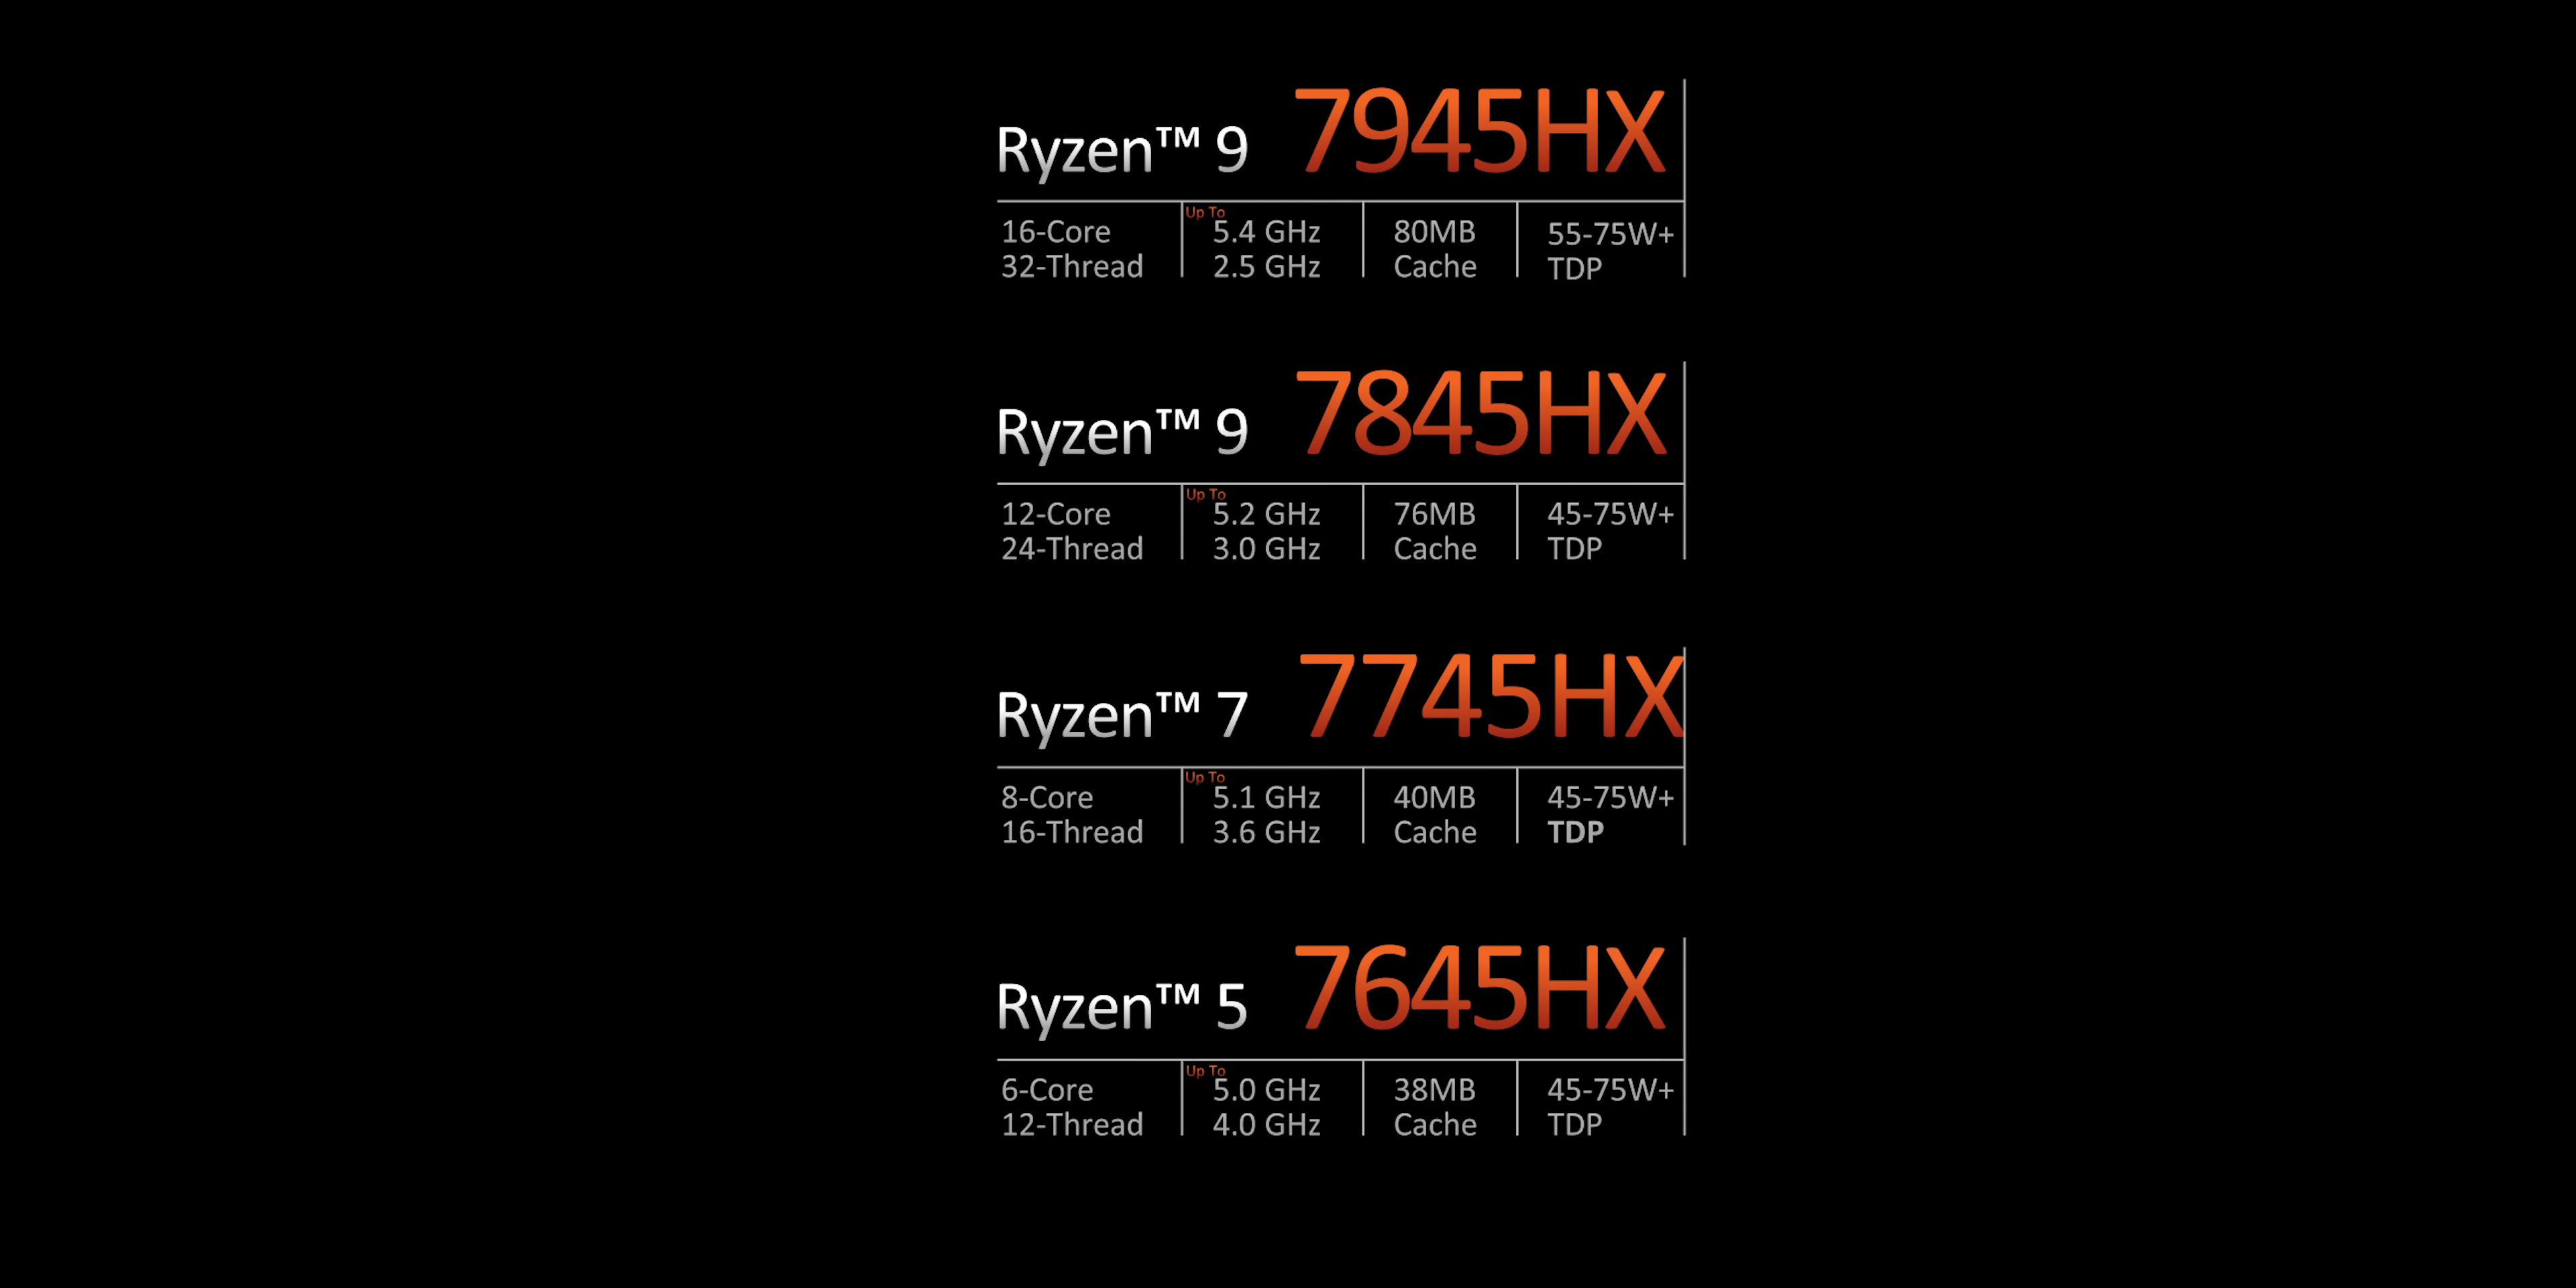 Ryzen™ 9 7945HX
16-Core
32-Thread
Up To
5.4 GHz
2.5 GHz
80MB
Cache
55-75W+
TDP
Ryzen™ 9 7845HX
12-Core
24-Thread
Up To
5.2 GHz
3.0 GHz
76MB
Cache
45-75W+
TDP
Ryzen™ 7 7745HX
8-Core
16-Thread
Up To
5.1 GHz
3.6 GHz
40MB
Cache
45-75W+
TDP
Ryzen™ 5 7645HX
6-Core
12-Thread
Up To
5.0 GHz
4.0 GHz
38MB
Cache
45-75W+
TDP